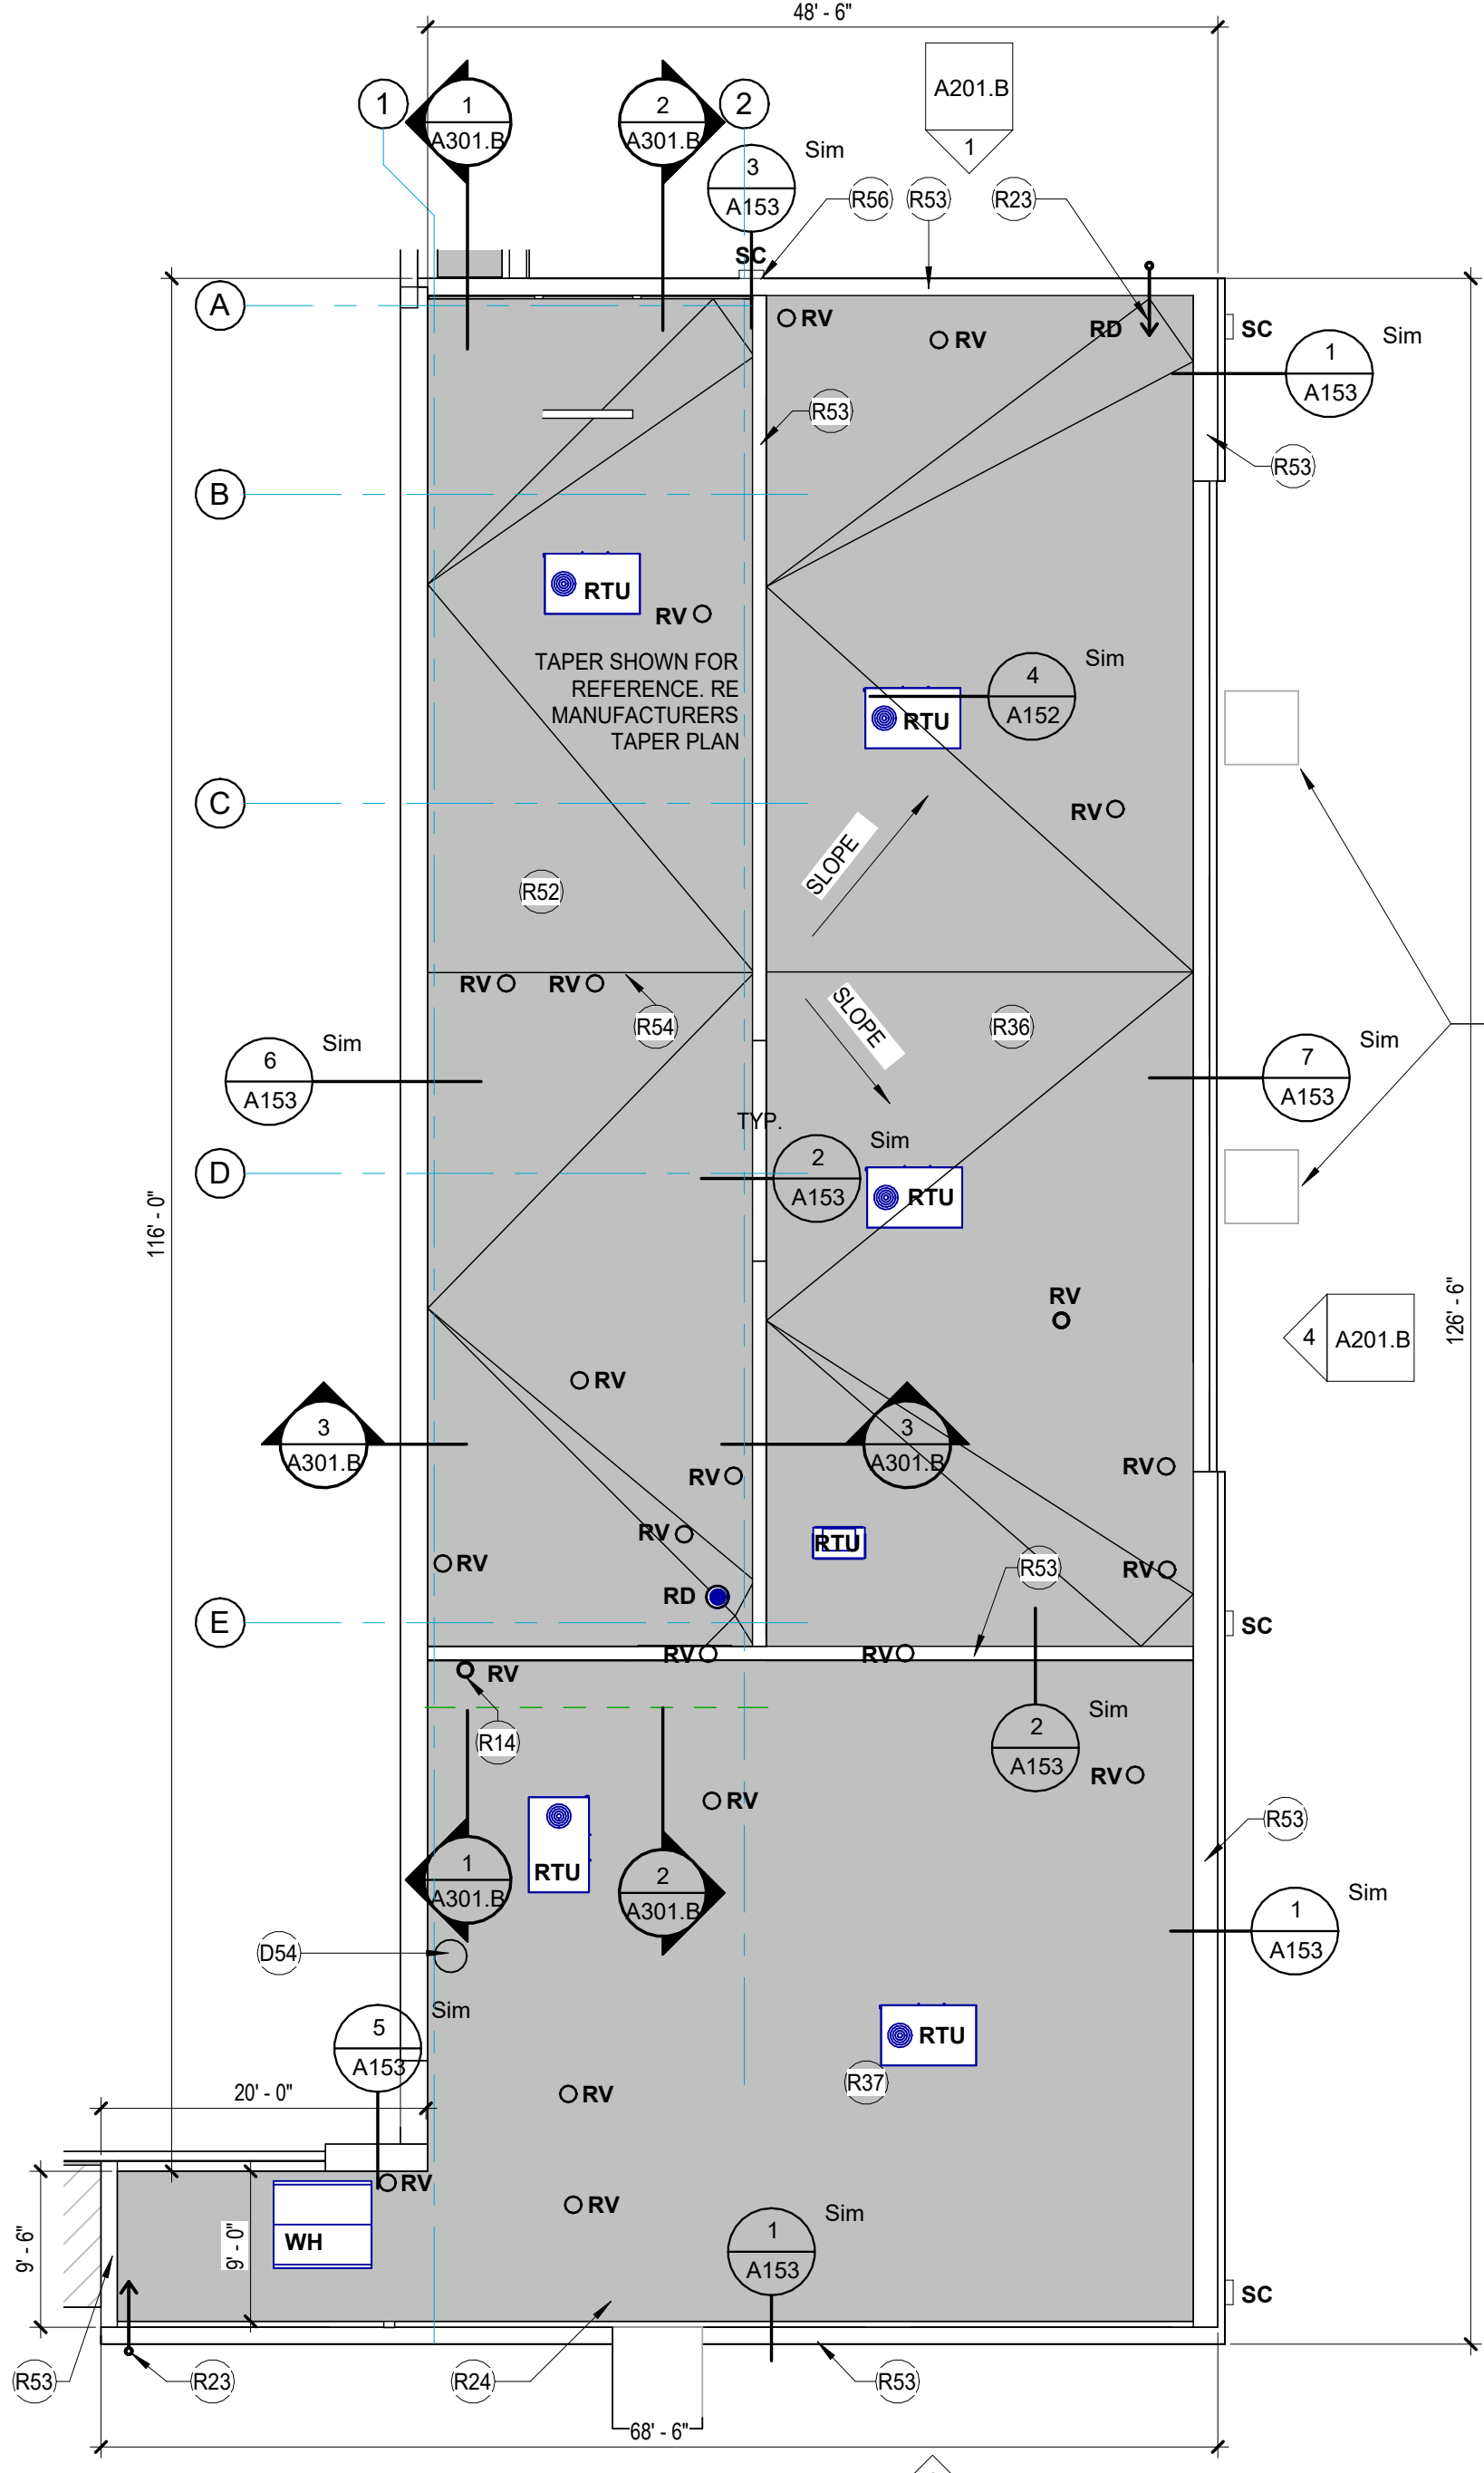 48' - 6"
A201.B
1
1
1
A301.B
2
A301.B
2
3
A153
Sim
R56
R53
R23
SC
A
RV
RV
RD
SC
1
A153
Sim
R53
R53
B
RTU
RV
TAPER SHOWN FOR
REFERENCE. RE
MANUFACTURERS
TAPER PLAN
4
A152
Sim
RTU
C
RV
SLOPE
R52
RV
RV
R54
SLOPE
R36
6
A153
Sim
7
A153
Sim
TYP.
2
A153
Sim
D
RTU
116' - 0"
126' - 6"
RV
4
A201.B
RV
3
A301.B
3
A301.B
RV
RV
RV
RTU
RV
R53
RV
RD
E
SC
RV
RV
RV
R14
2
A153
Sim
RV
RV
RTU
R53
1
A301.B
2
A301.B
1
A153
Sim
D54
5
A153
Sim
RTU
R37
20' - 0"
RV
RV
RV
WH
9' - 6"
9' - 0"
1
A153
Sim
SC
R53
R23
R24
R53
68' - 6"